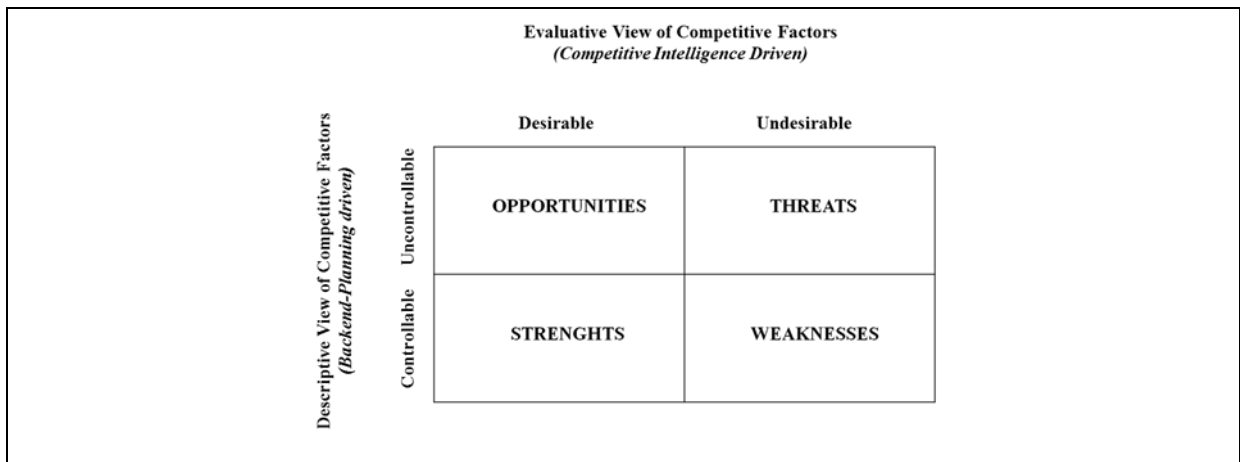 Evaluative View of Competitive Factors
(Competitive Intelligence Driven)
Desirable
Undesirable
Descriptive View of Competitive Factors
(Backend-Planning driven)
Uncontrollable
OPPORTUNITIES
THREATS
Controllable
STRENGHTS
WEAKNESSES